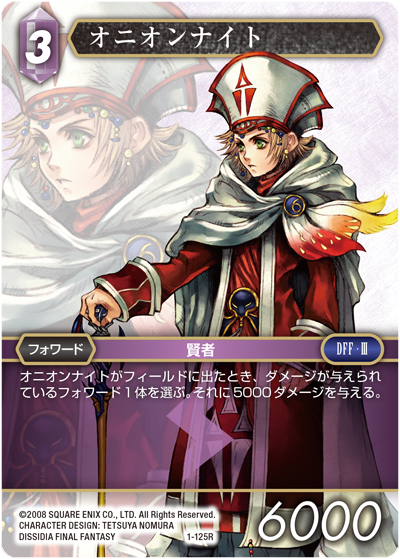 3
オニオンナイト
フォワード
賢者
DFF・Ⅲ
オニオンナイトがフィールドに出たとき、ダメージが与えられ
ているフォワード1体を選ぶ。それに5000ダメージを与える。
©2008 SQUARE ENIX CO., LTD. All Rights Reserved.
CHARACTER DESIGN: TETSUYA NOMURA
DISSIDIA FINAL FANTASY
1-125R
6000